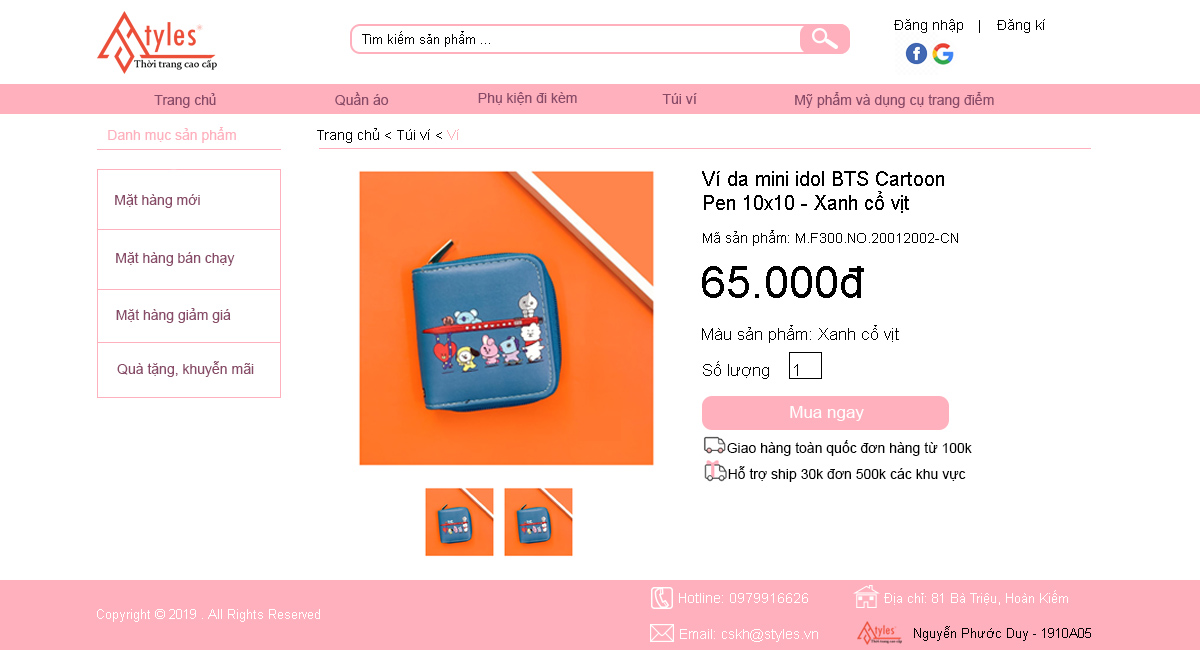 Styles
Thời trang cao cấp
Tìm kiếm sản phẩm ...
Đăng nhập | Đăng kí
Trang chủ
Quần áo
Phụ kiện đi kèm
Túi ví
Mỹ phẩm và dụng cụ trang điểm
Danh mục sản phẩm
Trang chủ < Túi ví < Ví
Mặt hàng mới
Mặt hàng bán chạy
Mặt hàng giảm giá
Quà tặng, khuyễn mãi
Ví da mini idol BTS Cartoon
Pen 10x10 - Xanh cổ vịt
Mã sản phẩm: M.F300.NO.20012002-CN
65.000đ
Màu sản phẩm: Xanh cổ vịt
Số lượng 1
Mua ngay
Giao hàng toàn quốc đơn hàng từ 100k
Hỗ trợ ship 30k đơn 500k các khu vực
Copyright © 2019 . All Rights Reserved
Hotline: 0979916626
Địa chỉ: 81 Bà Triệu, Hoàn Kiếm
Email: cskh@styles.vn
Styles
Thời trang cao cấp
Nguyễn Phước Duy - 1910A05